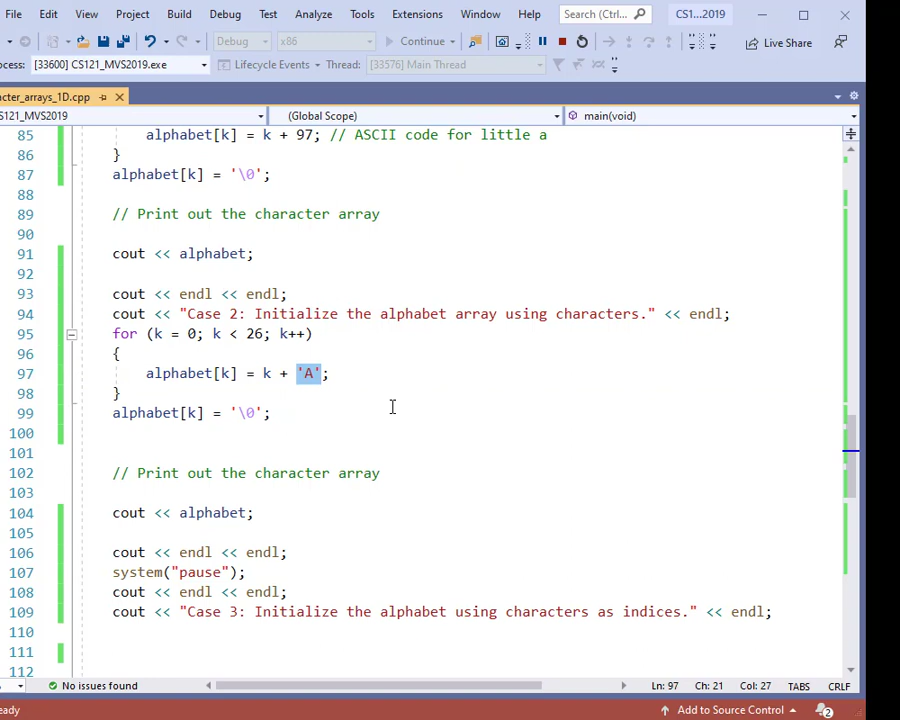 File Edit View Project Build Debug Test Analyze Tools Extensions Window Help Search (Ctrl... CS1...2019
Debug x86 Continue Live Share
ocess: [33600] CS121_MVS2019.exe Lifecycle Events Thread: [33576] Main Thread
cter_arrays_1D.cpp
S121_MVS2019 (Global Scope) main(void)
85 alphabet[k] = k + 97; // ASCII code for little a
86 }
87 alphabet[k] = '\0';
88
89 // Print out the character array
90
91 cout << alphabet;
92
93 cout << endl << endl;
94 cout << "Case 2: Initialize the alphabet array using characters." << endl;
95 for (k = 0; k < 26; k++)
96 {
97 alphabet[k] = k + 'A';
98 }
99 alphabet[k] = '\0';
100
101
102 // Print out the character array
103
104 cout << alphabet;
105
106 cout << endl << endl;
107 system("pause");
108 cout << endl << endl;
109 cout << "Case 3: Initialize the alphabet using characters as indices." << endl;
110
111
112
No issues found Ln: 97 Ch: 21 Col: 27 TABS CRLF
eady Add to Source Control 2